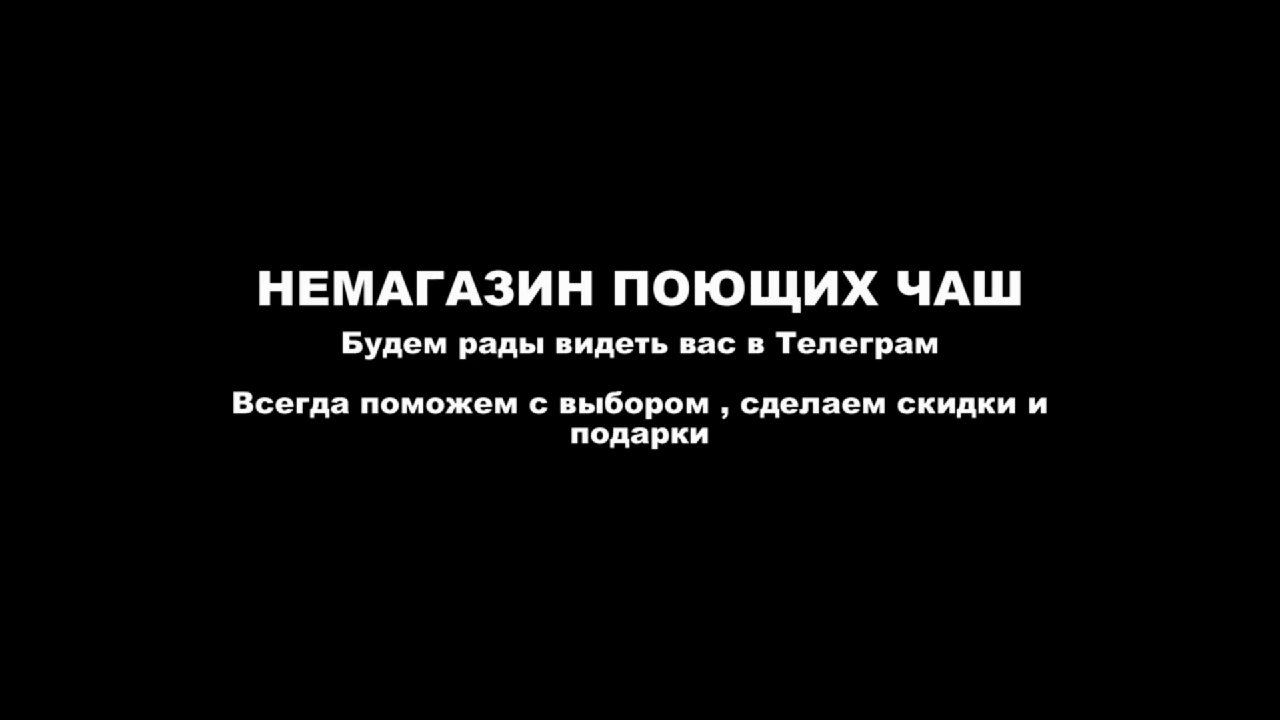 НЕМАГАЗИН ПОЮЩИХ ЧАШ
Будем рады видеть вас в Телеграм
Всегда поможем с выбором , сделаем скидки и
подарки